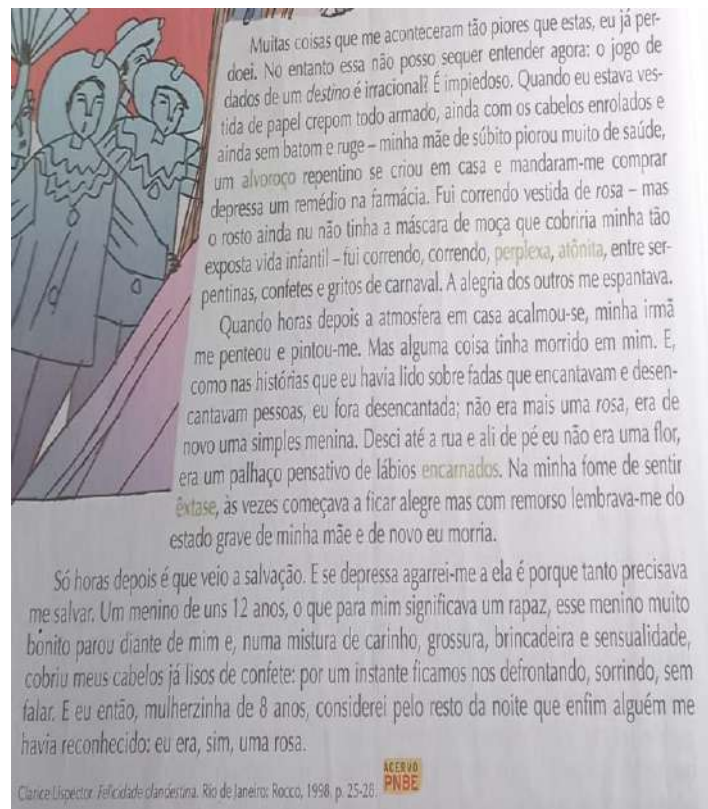 Muitas coisas que me aconteceram tão piores que estas, eu já per-
doei. No entanto essa não posso sequer entender agora: o jogo de
dados de um destino é irracional? É impiedoso. Quando eu estava ves-
tida de papel crepom todo armado, ainda com os cabelos enrolados e
ainda sem batom e ruge – minha mãe de súbito piorou muito de saúde,
um alvoroço repentino se criou em casa e mandaram-me comprar
depressa um remédio na farmácia. Fui correndo vestida de rosa – mas
o rosto ainda nu não tinha a máscara de moça que cobriria minha tão
exposta vida infantil – fui correndo, correndo, perplexa, atônita, entre ser-
pentinas, confetes e gritos de carnaval. A alegria dos outros me espantava.
Quando horas depois a atmosfera em casa acalmou-se, minha irmã
me penteou e pintou-me. Mas alguma coisa tinha morrido em mim. E,
como nas histórias que eu havia lido sobre fadas que encantavam e desen-
cantavam pessoas, eu fora desencantada; não era mais uma rosa, era de
novo uma simples menina. Desci até a rua e ali de pé eu não era uma flor,
era um palhaço pensativo de lábios encarnados. Na minha fome de sentir
êxtase, às vezes começava a ficar alegre mas com remorso lembrava-me do
estado grave de minha mãe e de novo eu morria.
Só horas depois é que veio a salvação. E se depressa agarrei-me a ela é porque tanto precisava
me salvar. Um menino de uns 12 anos, o que para mim significava um rapaz, esse menino muito
bonito parou diante de mim e, numa mistura de carinho, grossura, brincadeira e sensualidade,
cobriu meus cabelos já lisos de confete: por um instante ficamos nos defrontando, sorrindo, sem
falar. E eu então, mulherzinha de 8 anos, considerei pelo resto da noite que enfim alguém me
havia reconhecido: eu era, sim, uma rosa.
Clarice Lispector. Felicidade clandestina. Rio de Janeiro: Rocco, 1998. p. 25-28.
ACERVO
PNBE